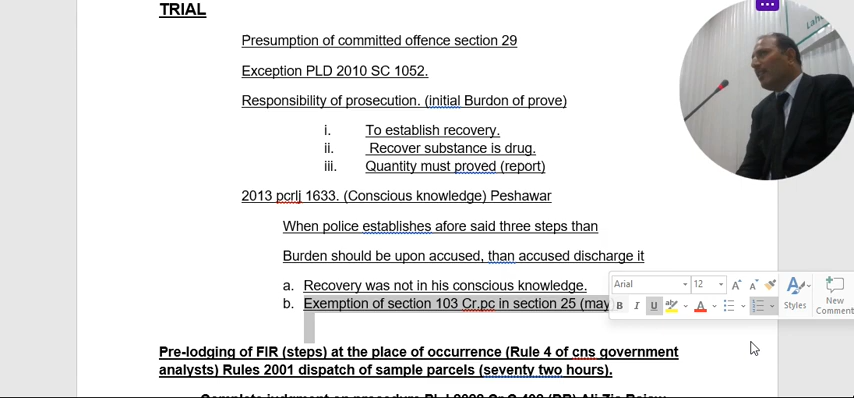 TRIAL
Presumption of committed offence section 29
Exception PLD 2010 SC 1052.
Responsibility of prosecution. (initial Burdon of prove)
i. To establish recovery.
ii. Recover substance is drug.
iii. Quantity must proved (report)
2013 pcrlj 1633. (Conscious knowledge) Peshawar
When police establishes afore said three steps than
Burden should be upon accused, than accused discharge it
a. Recovery was not in his conscious knowledge.
b. Exemption of section 103 Cr,pc in section 25 (may
Arial 12
B I U
Styles
New Comment
Pre-lodging of FIR (steps) at the place of occurrence (Rule 4 of cns government
analysts) Rules 2001 dispatch of sample parcels (seventy two hours).